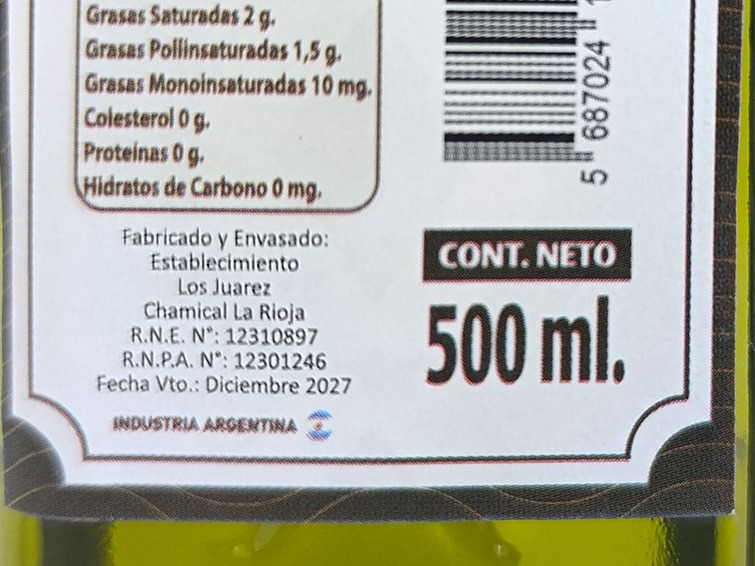 Grasas Saturadas 2 g.
Grasas Pollinsaturadas 1,5 g.
Grasas Monoinsaturadas 10 mg.
Colesterol 0 g.
Proteínas 0 g.
Hidratos de Carbono 0 mg.
5 687024
Fabricado y Envasado:
Establecimiento
Los Juarez
Chamical La Rioja
R.N.E. N°: 12310897
R.N.P.A. N°: 12301246
Fecha Vto.: Diciembre 2027
INDUSTRIA ARGENTINA
CONT. NETO
500 ml.